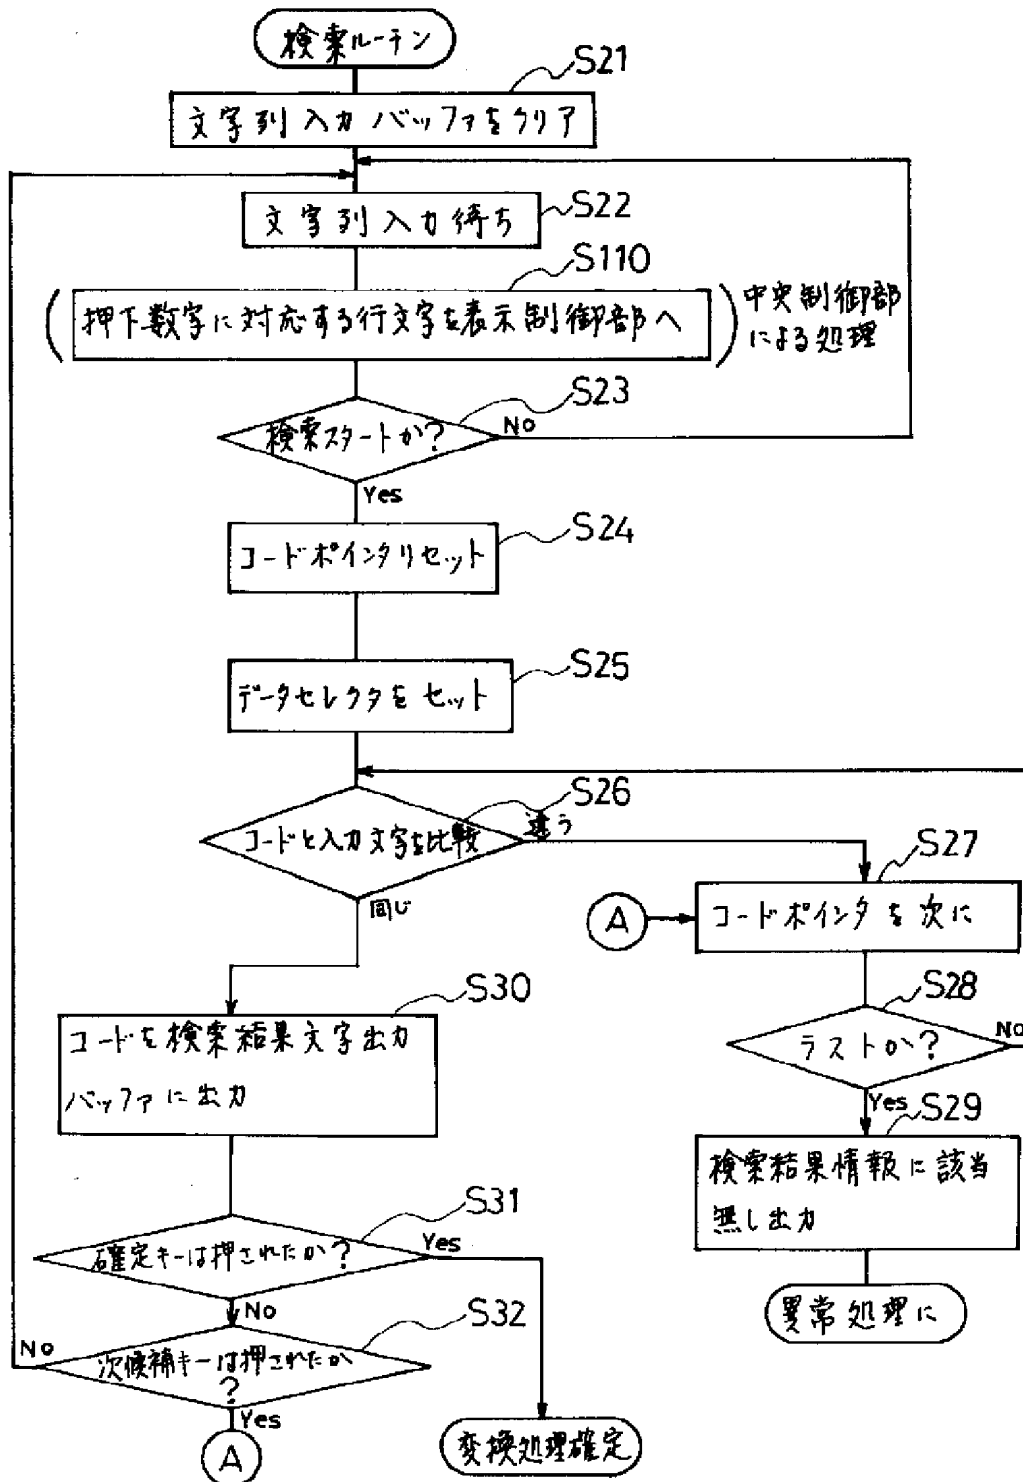 検索ルーチン
S21
文字列入力バッファをクリア
S22
文字列入力待ち
S110
(押下数字に対応する行文字を表示制御部へ)
中央制御部
による処理
S23
検索スタートか?
No
Yes
S24
コードポインタリセット
S25
データセレクタをセット
S26
コードと入力文字を比較
違う
同じ
S27
コードポインタを次に
A
S28
ラストか?
No
Yes
S29
検索結果情報に該当
無し出力
異常処理に
S30
コードを検索結果文字出力
バッファに出力
S31
確定キーは押されたか?
Yes
No
S32
次候補キーは押されたか
?
No
Yes
A
変換処理確定